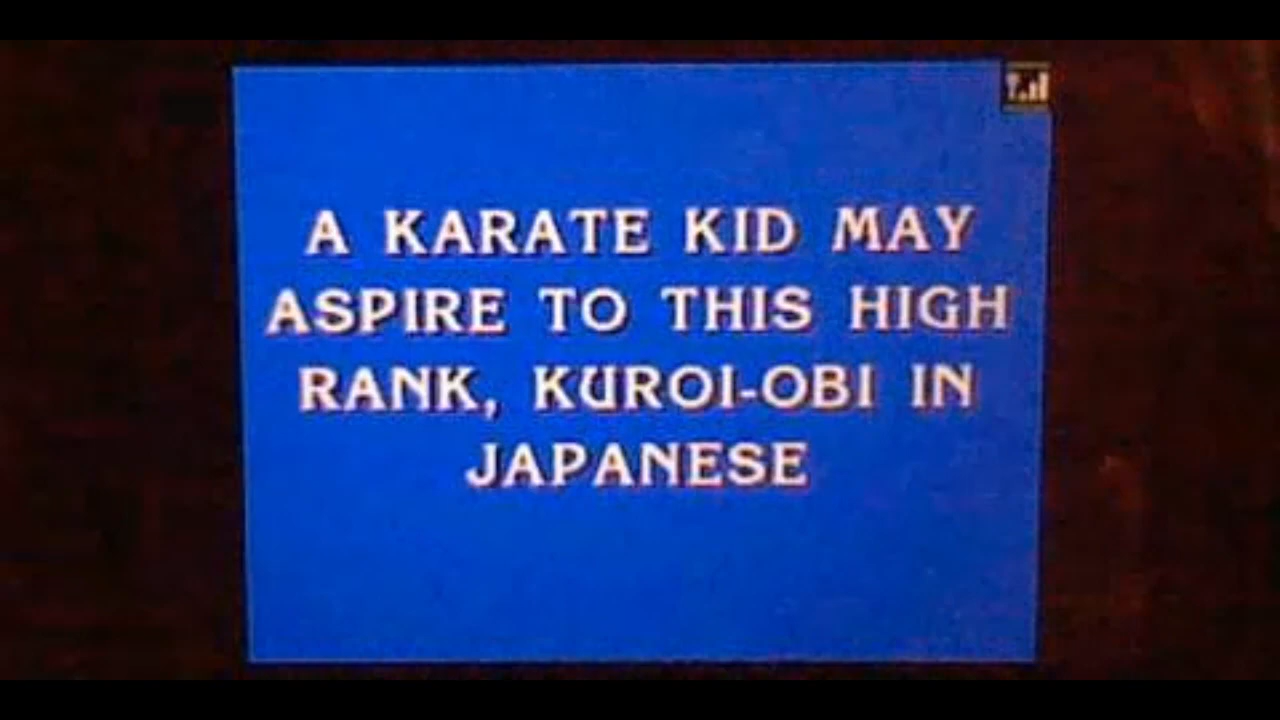 A KARATE KID MAY
ASPIRE TO THIS HIGH
RANK, KUROI-OBI IN
JAPANESE